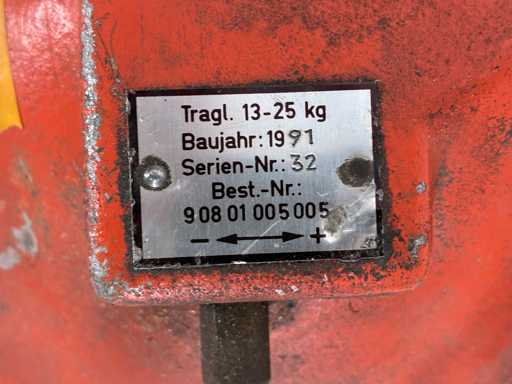 Tragl. 13-25 kg
Baujahr: 1991
Serien-Nr.: 32
Best.-Nr.:
908 01 005 005
- +